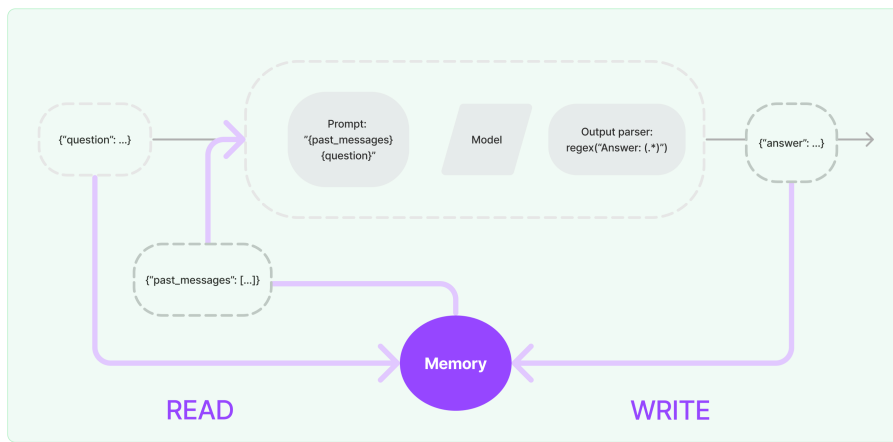 {"question": ...}
Prompt:
"{past_messages}
{question}"
Model
Output parser:
regex("Answer: (.*)")
{"answer": ...}
{"past_messages": [...]}
Memory
READ
WRITE